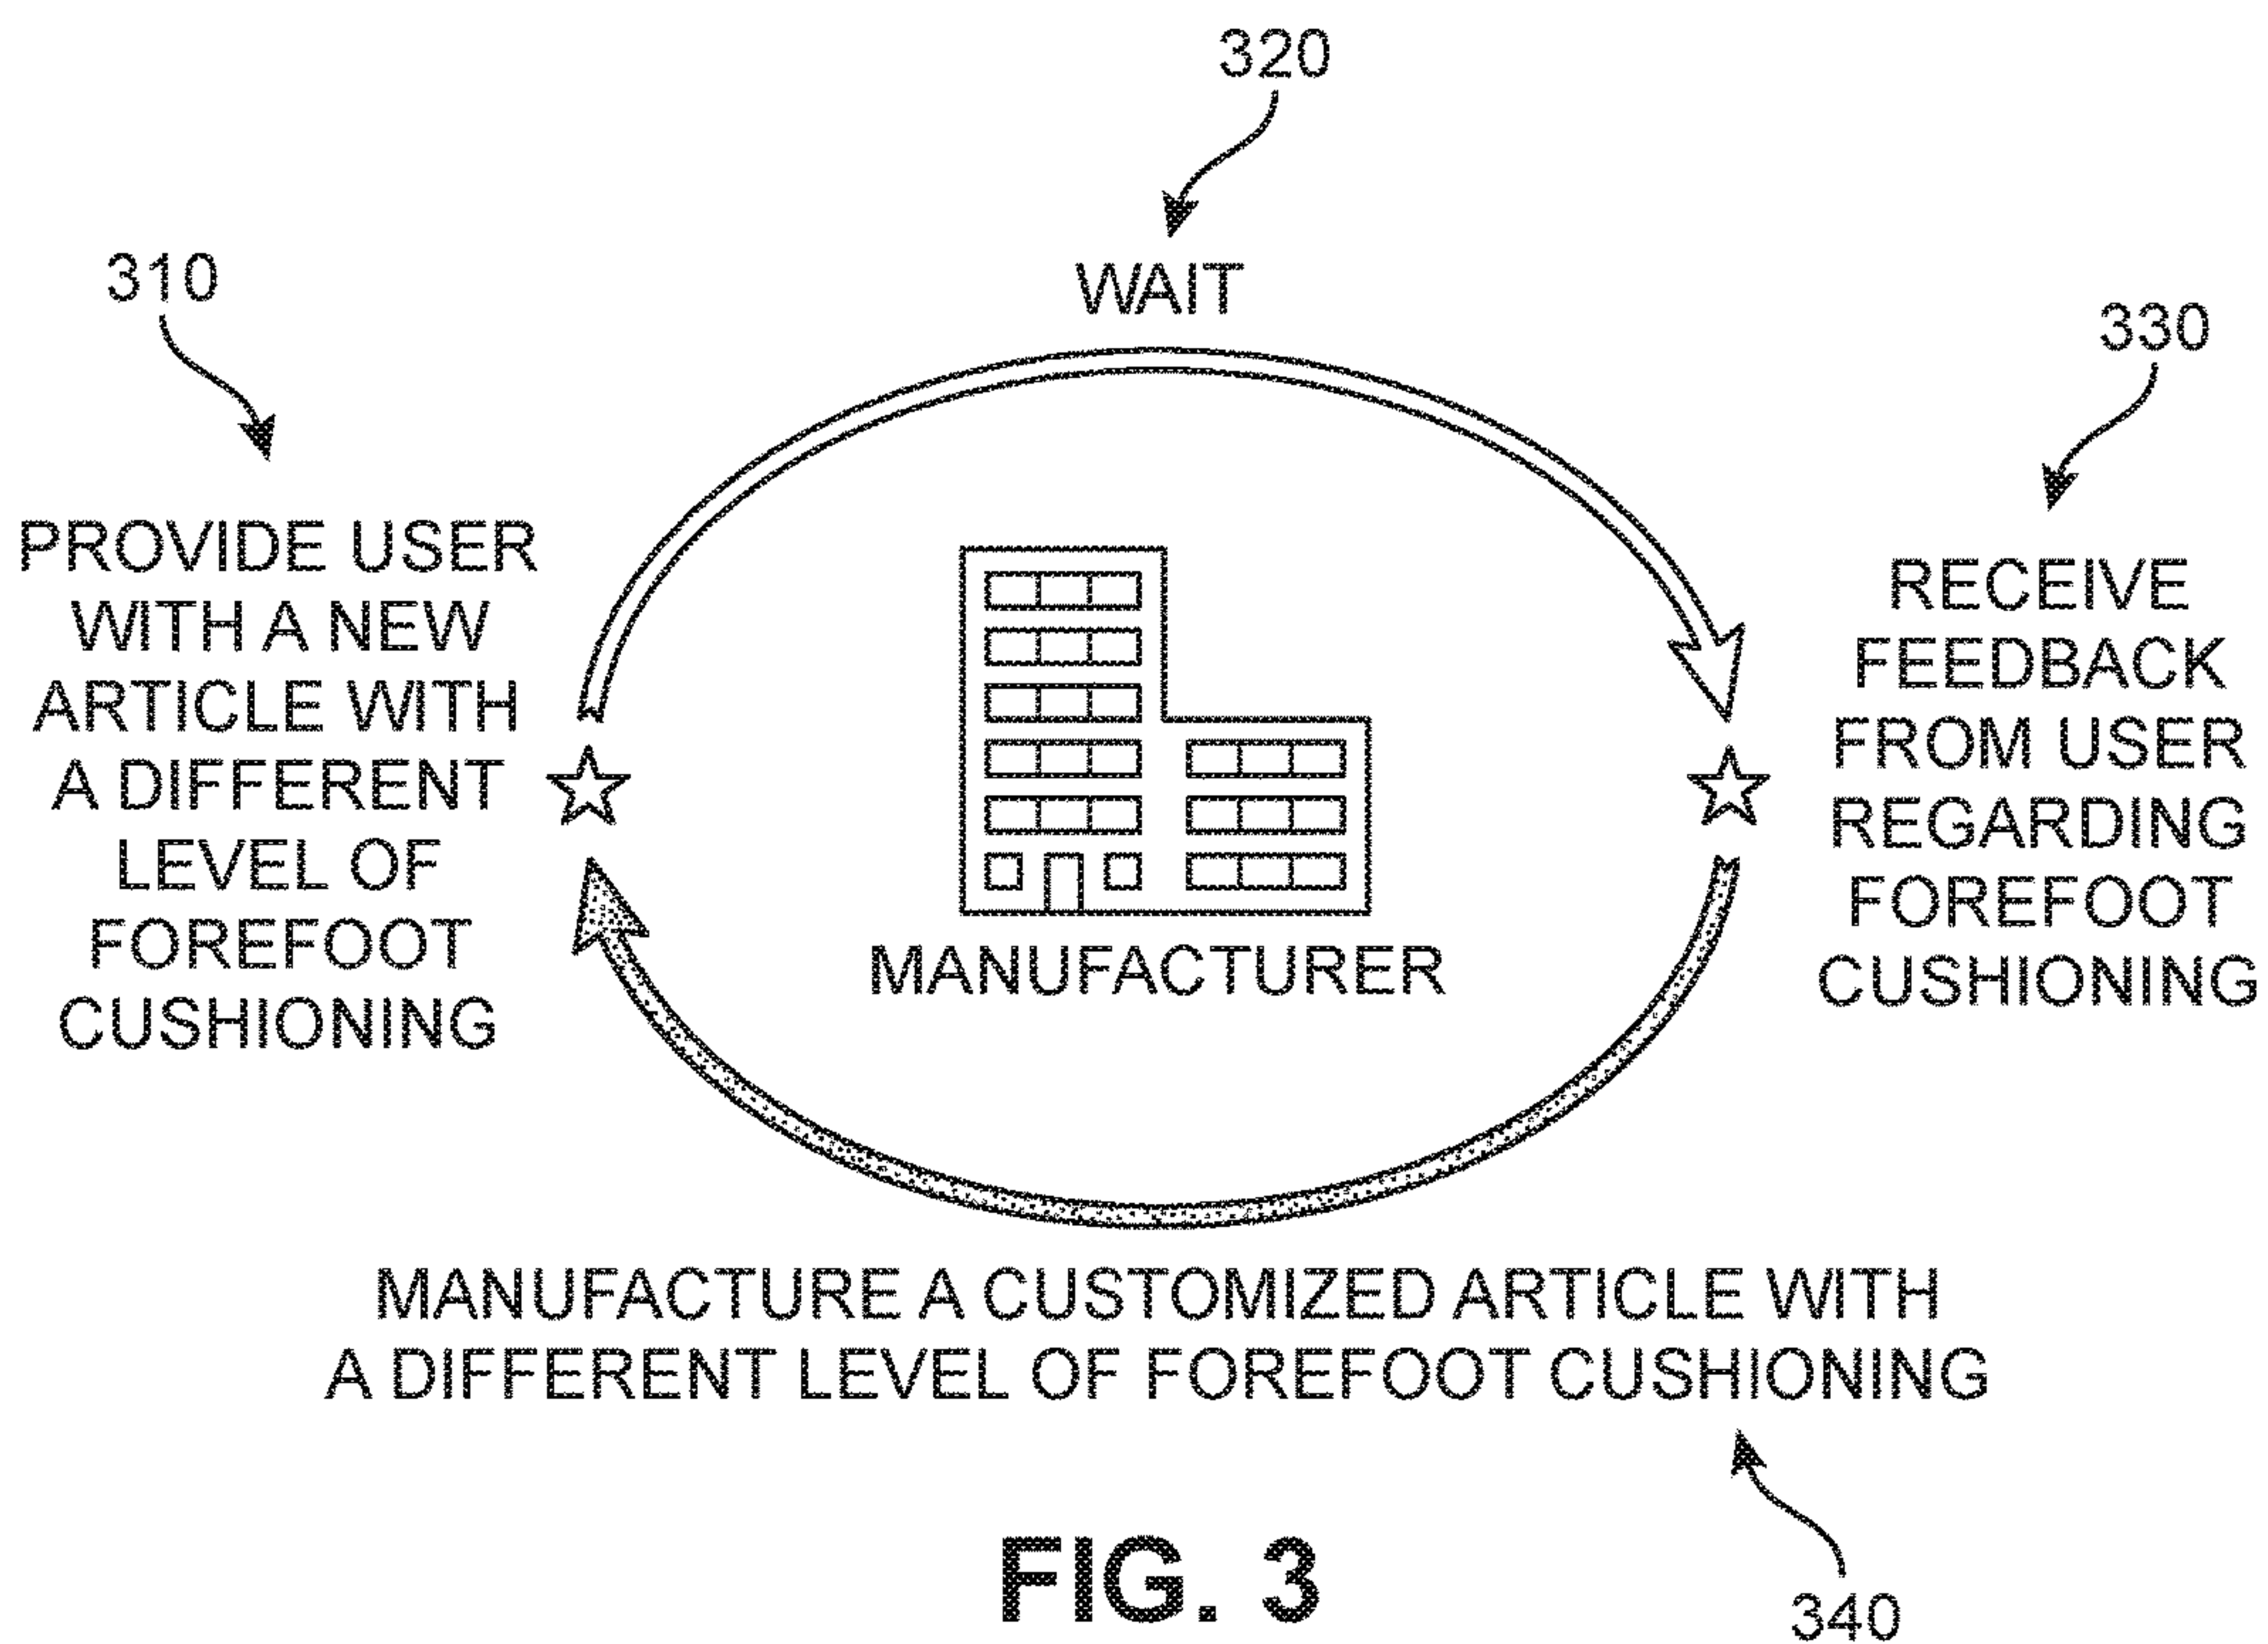 320
WAIT
310
PROVIDE USER
WITH A NEW
ARTICLE WITH
A DIFFERENT
LEVEL OF
FOREFOOT
CUSHIONING
330
RECEIVE
FEEDBACK
FROM USER
REGARDING
FOREFOOT
CUSHIONING
MANUFACTURER
MANUFACTURE A CUSTOMIZED ARTICLE WITH
A DIFFERENT LEVEL OF FOREFOOT CUSHIONING
340
FIG. 3